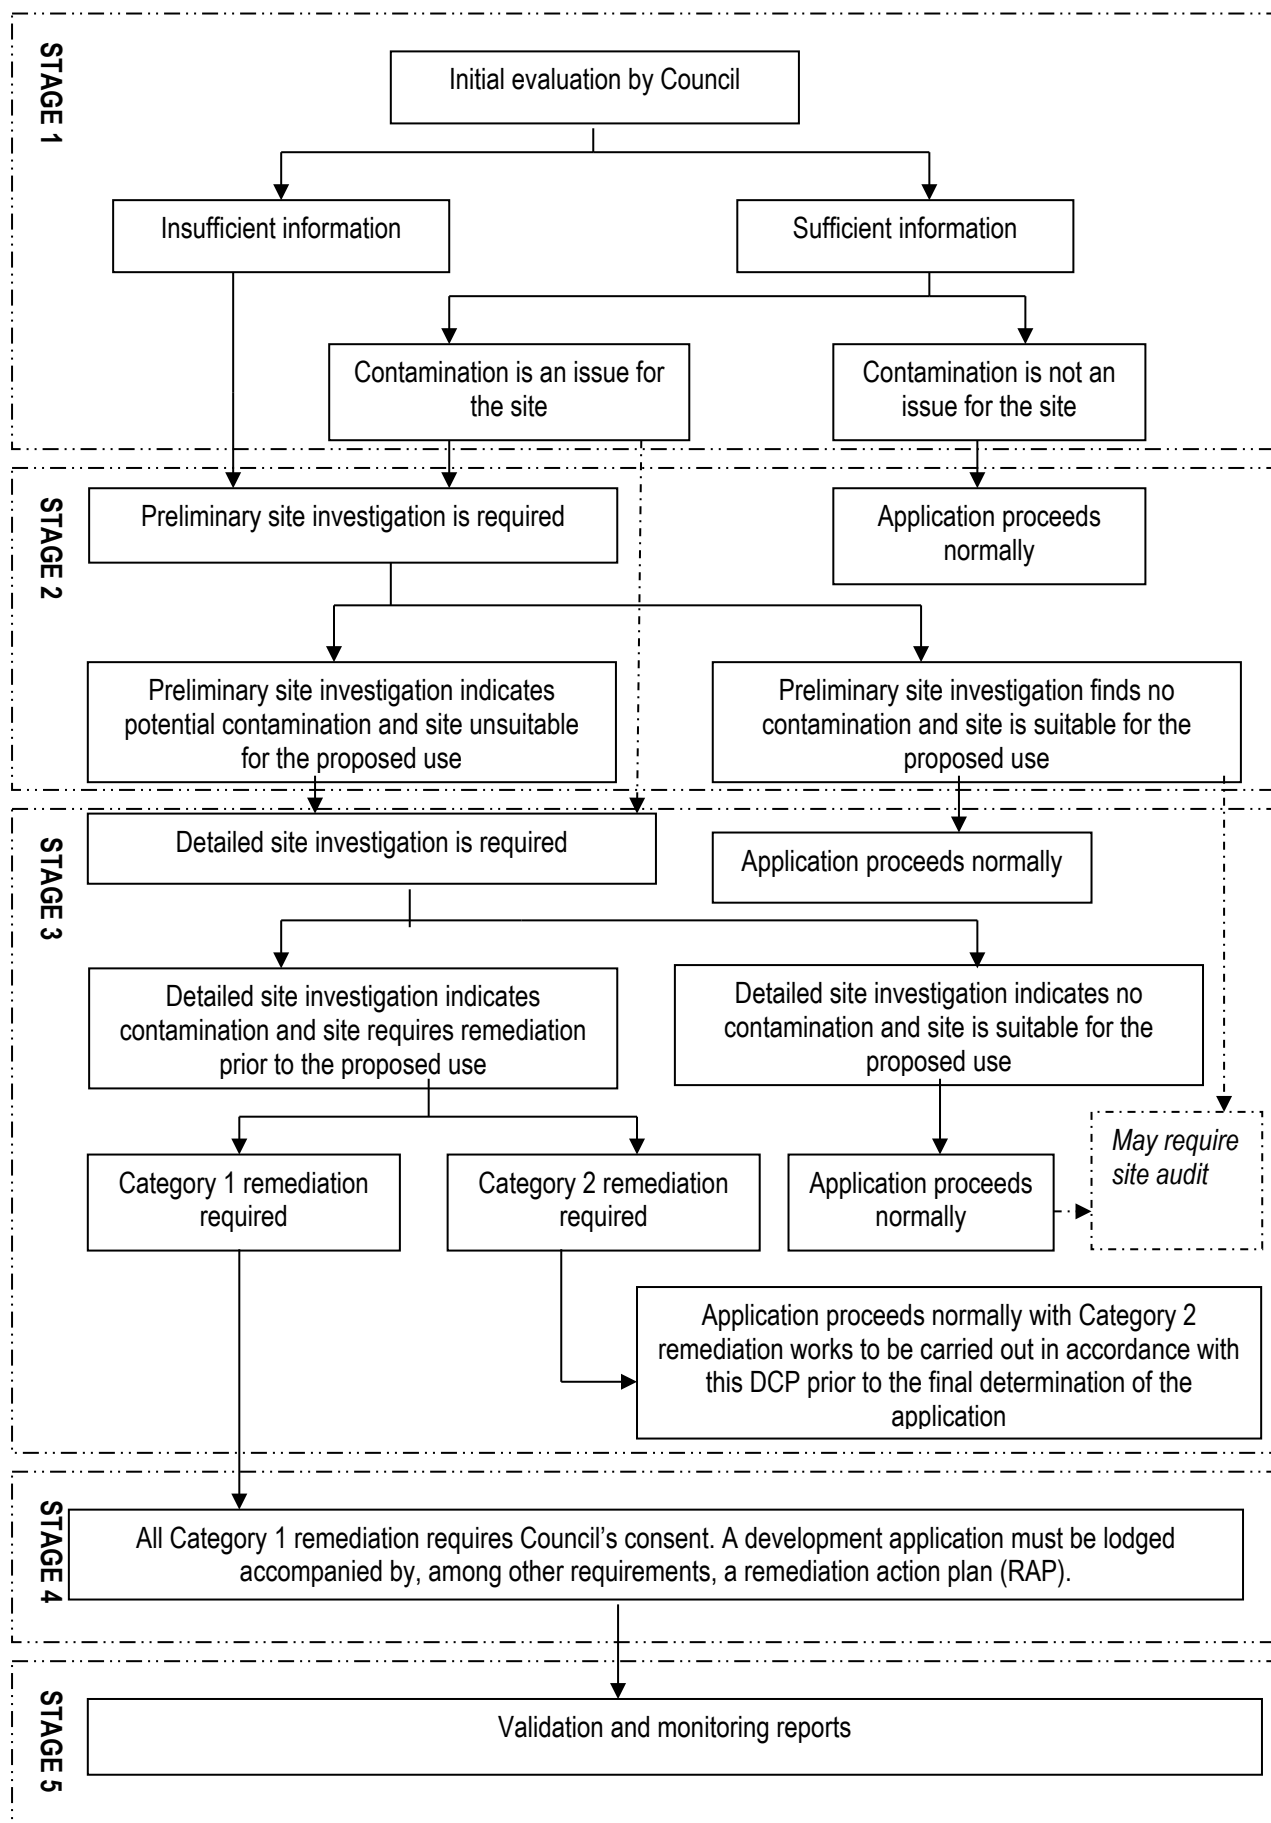 STAGE 1
Initial evaluation by Council
Insufficient information
Sufficient information
Contamination is an issue for
the site
Contamination is not an
issue for the site
STAGE 2
Preliminary site investigation is required
Application proceeds
normally
Preliminary site investigation indicates
potential contamination and site unsuitable
for the proposed use
Preliminary site investigation finds no
contamination and site is suitable for the
proposed use
STAGE 3
Detailed site investigation is required
Application proceeds normally
Detailed site investigation indicates
contamination and site requires remediation
prior to the proposed use
Detailed site investigation indicates no
contamination and site is suitable for the
proposed use
Category 1 remediation
required
Category 2 remediation
required
Application proceeds
normally
May require
site audit
Application proceeds normally with Category 2
remediation works to be carried out in accordance with
this DCP prior to the final determination of the
application
STAGE 4
All Category 1 remediation requires Council’s consent. A development application must be lodged
accompanied by, among other requirements, a remediation action plan (RAP).
STAGE 5
Validation and monitoring reports